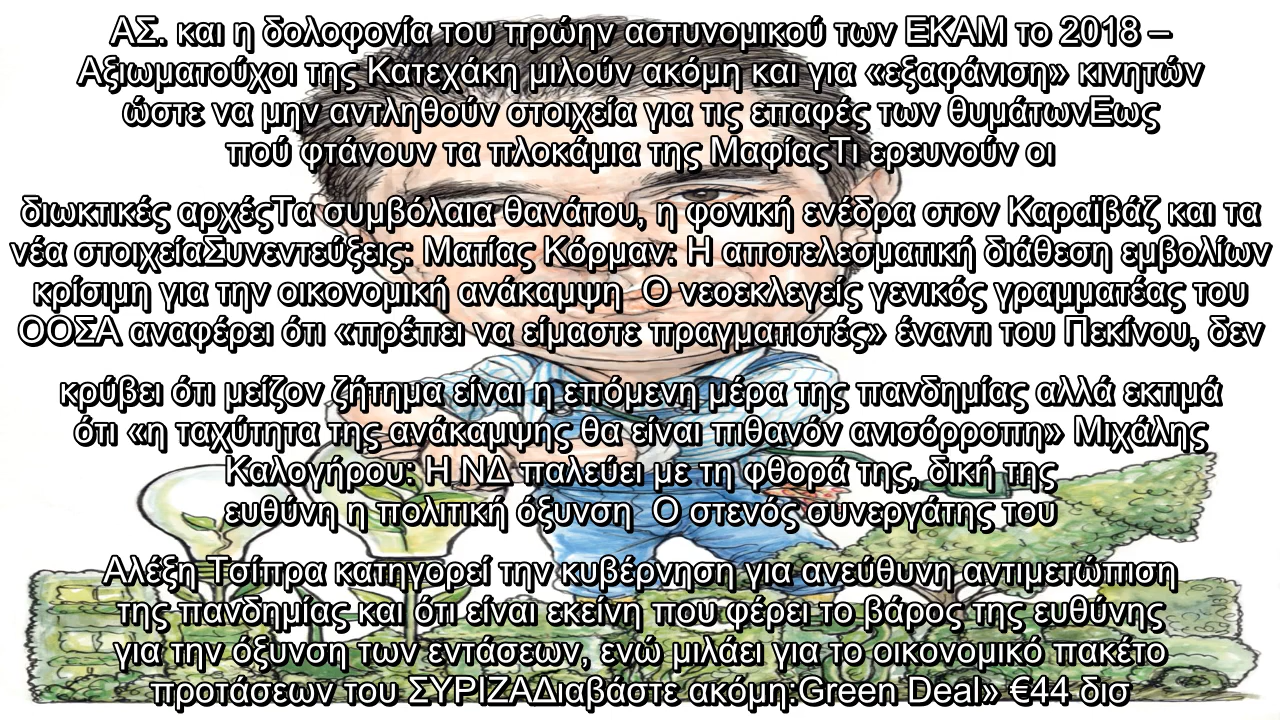 ΑΣ. και η δολοφονία του πρώην αστυνομικού των ΕΚΑΜ το 2018 –
Αξιωματούχοι της Κατεχάκη μιλούν ακόμη και για «εξαφάνιση» κινητών
ώστε να μην αντληθούν στοιχεία για τις επαφές των θυμάτωνΕως
πού φτάνουν τα πλοκάμια της ΜαφίαςΤι ερευνούν οι
διωκτικές αρχέςΤα συμβόλαια θανάτου, η φονική ενέδρα στον Καραϊβάζ και τα
νέα στοιχείαΣυνεντεύξεις: Ματίας Κόρμαν: Η αποτελεσματική διάθεση εμβολίων
κρίσιμη για την οικονομική ανάκαμψη  Ο νεοεκλεγείς γενικός γραμματέας του
ΟΟΣΑ αναφέρει ότι «πρέπει να είμαστε πραγματιστές» έναντι του Πεκίνου, δεν
κρύβει ότι μείζον ζήτημα είναι η επόμενη μέρα της πανδημίας αλλά εκτιμά
ότι «η ταχύτητα της ανάκαμψης θα είναι πιθανόν ανισόρροπη» Μιχάλης
Καλογήρου: Η ΝΔ παλεύει με τη φθορά της, δική της
ευθύνη η πολιτική όξυνση  Ο στενός συνεργάτης του
Αλέξη Τσίπρα κατηγορεί την κυβέρνηση για ανεύθυνη αντιμετώπιση
της πανδημίας και ότι είναι εκείνη που φέρει το βάρος της ευθύνης
για την όξυνση των εντάσεων, ενώ μιλάει για το οικονομικό πακέτο
προτάσεων του ΣΥΡΙΖΑΔιαβάστε ακόμη:Green Deal» €44 δισ